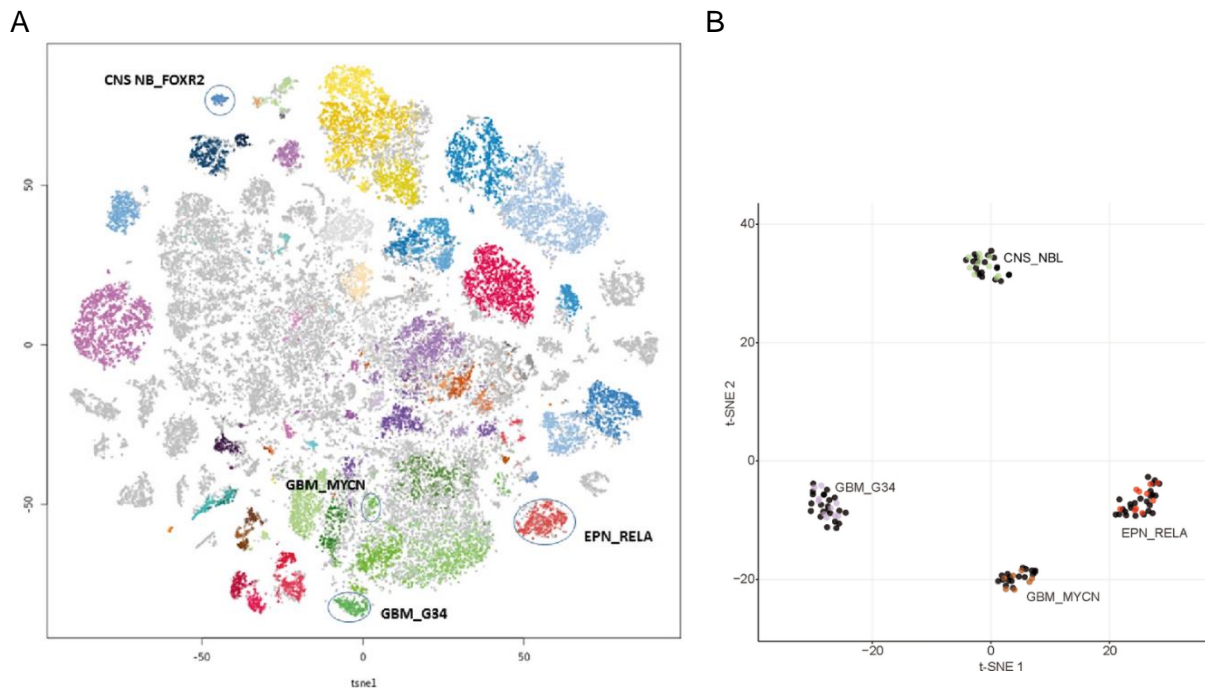 A
B
CNS NB_FOXR2
GBM_MYCN
EPN_RELA
GBM_G34
50
0
-50
-50
0
50
tsne1
CNS_NBL
GBM_G34
EPN_RELA
GBM_MYCN
40
20
0
−20
t-SNE 2
−20
0
20
t-SNE 1